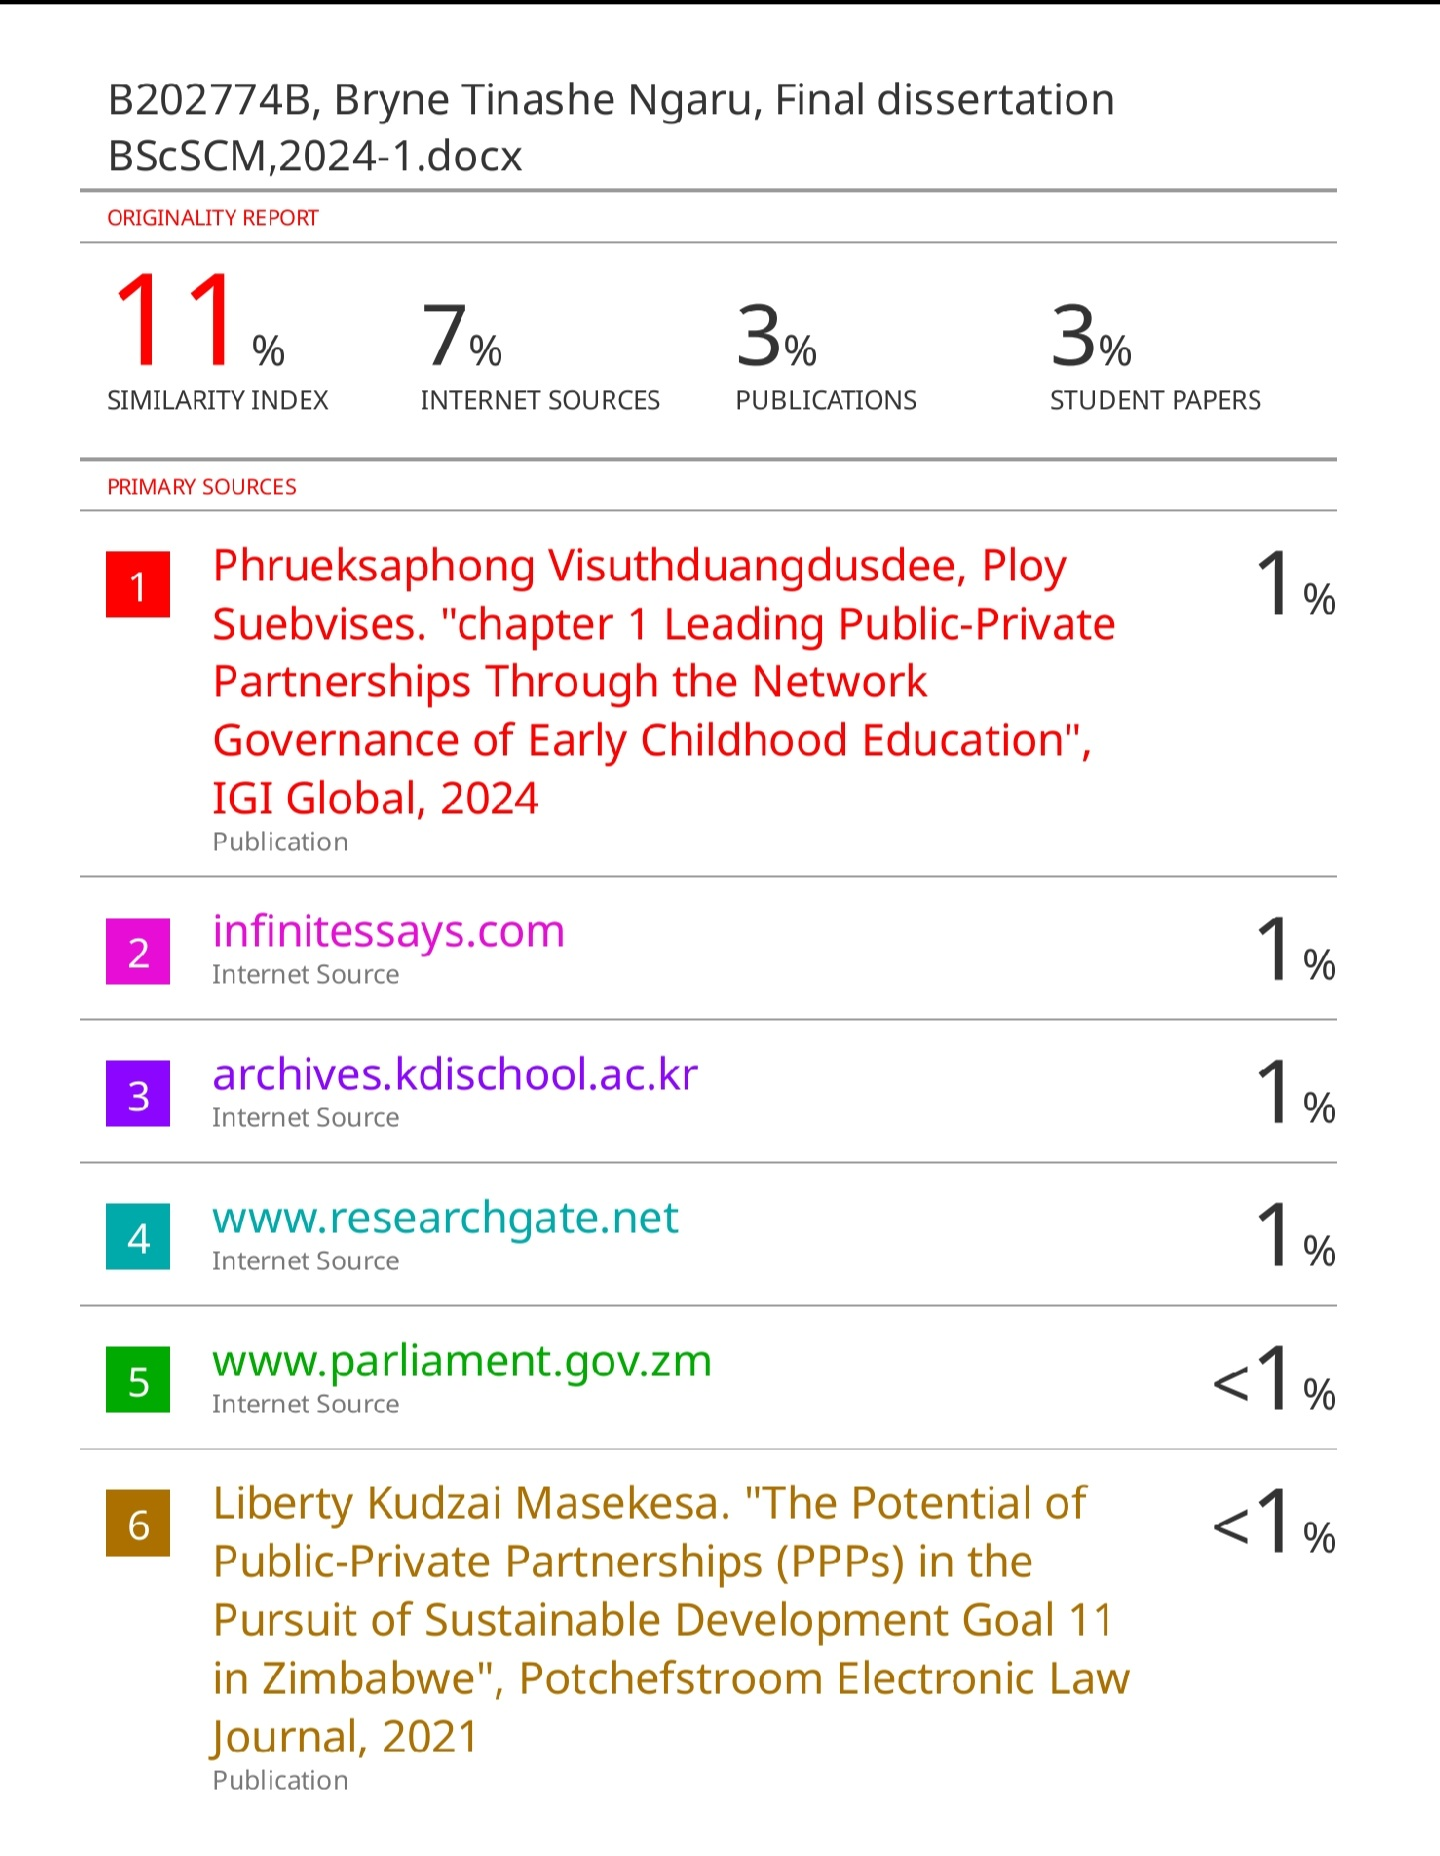 B202774B, Bryne Tinashe Ngaru, Final dissertation
BScSCM,2024-1.docx
ORIGINALITY REPORT
11% 7% 3% 3%
SIMILARITY INDEX INTERNET SOURCES PUBLICATIONS STUDENT PAPERS
PRIMARY SOURCES
1 Phrueksaphong Visuthduangdusdee, Ploy 1%
Suebvises. "chapter 1 Leading Public-Private
Partnerships Through the Network
Governance of Early Childhood Education",
IGI Global, 2024
Publication
2 infinitessays.com 1%
Internet Source
3 archives.kdischool.ac.kr 1%
Internet Source
4 www.researchgate.net 1%
Internet Source
5 www.parliament.gov.zm <1%
Internet Source
6 Liberty Kudzai Masekesa. "The Potential of <1%
Public-Private Partnerships (PPPs) in the
Pursuit of Sustainable Development Goal 11
in Zimbabwe", Potchefstroom Electronic Law
Journal, 2021
Publication